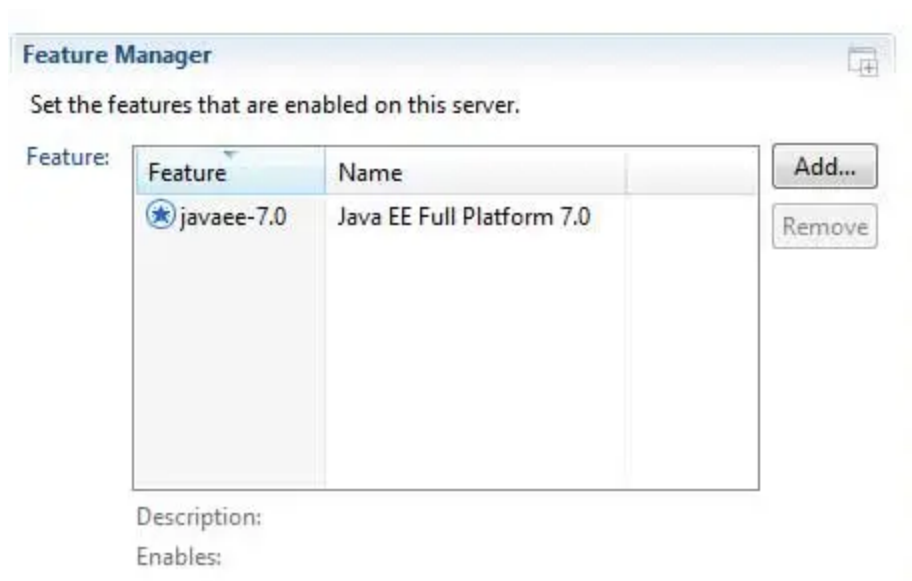 Feature Manager
Set the features that are enabled on this server.
Feature:
Feature Name
Add...
javaee-7.0 Java EE Full Platform 7.0
Remove
Description:
Enables: